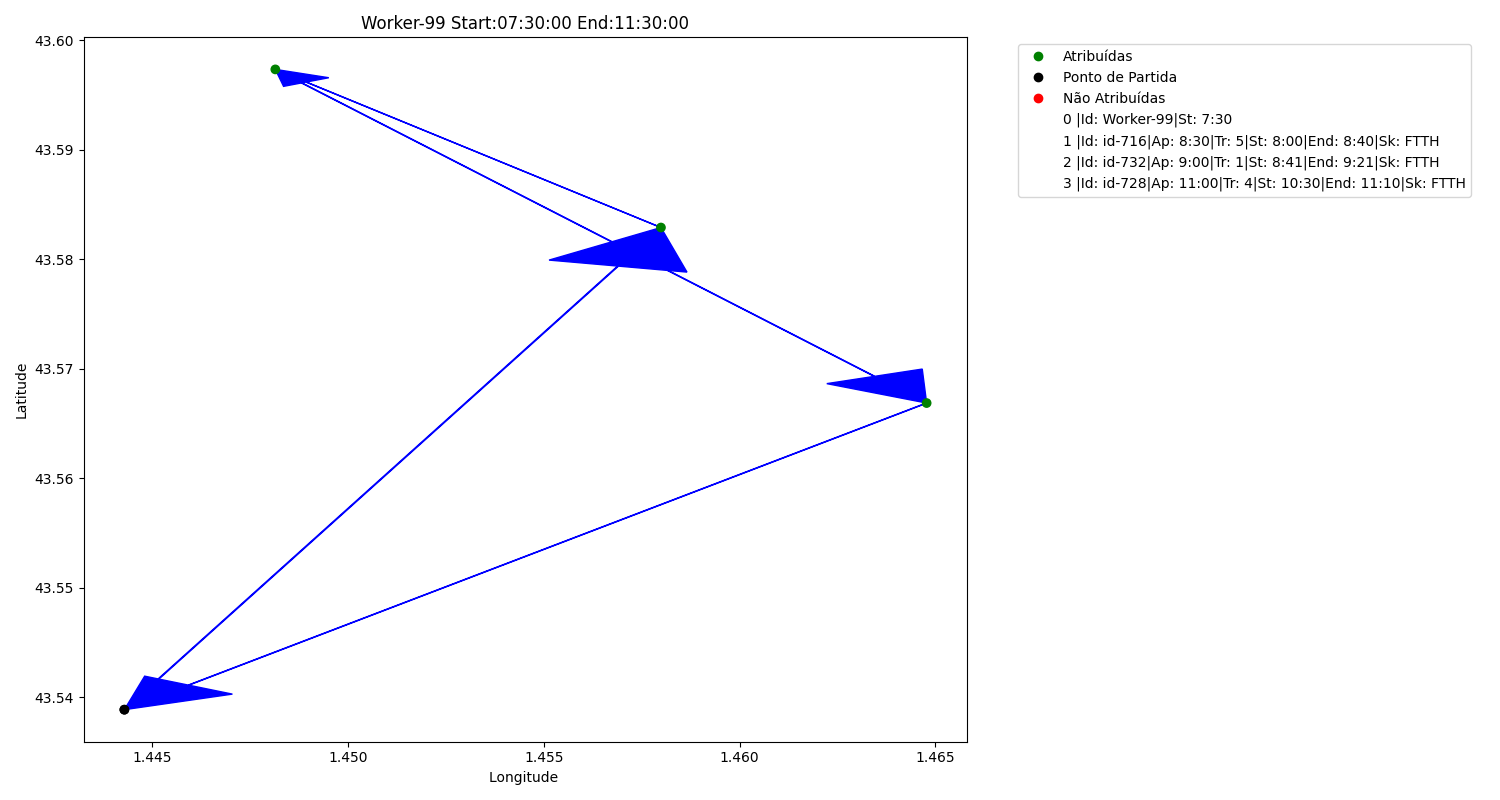 Worker-99 Start:07:30:00 End:11:30:00
43.60
43.59
43.58
43.57
43.56
43.55
43.54
Latitude
1.445 1.450 1.455 1.460 1.465
Longitude
Atribuídas
Ponto de Partida
Não Atribuídas
0 |Id: Worker-99|St: 7:30
1 |Id: id-716|Ap: 8:30|Tr: 5|St: 8:00|End: 8:40|Sk: FTTH
2 |Id: id-732|Ap: 9:00|Tr: 1|St: 8:41|End: 9:21|Sk: FTTH
3 |Id: id-728|Ap: 11:00|Tr: 4|St: 10:30|End: 11:10|Sk: FTTH